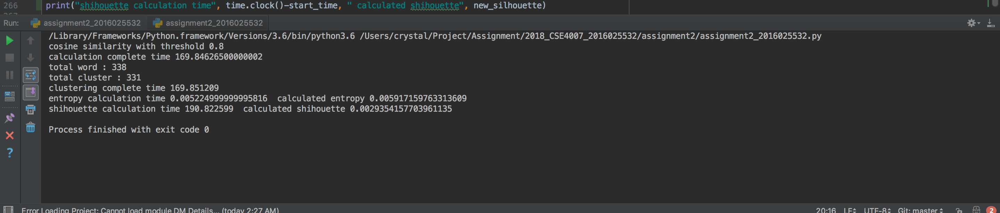 266 print("shihouette calculation time", time.clock()-start_time, " calculated shihouette", new_silhouette)
Run: assignment2_2016025532 assignment2_2016025532
/Library/Frameworks/Python.framework/Versions/3.6/bin/python3.6 /Users/crystal/Project/Assignment/2018_CSE4007_2016025532/assignment2/assignment2_2016025532.py
cosine similarity with threshold 0.8
calculation complete time 169.84626500000002
total word : 338
total cluster : 331
clustering complete time 169.851209
entropy calculation time 0.005224999999995816  calculated entropy 0.005917159763313609
shihouette calculation time 190.822599  calculated shihouette 0.0029354157703961135
Process finished with exit code 0
?
Error Loading Project: Cannot load module DM Details... (today 2:27 AM) 20:16 LF UTF-8 Git: master 2